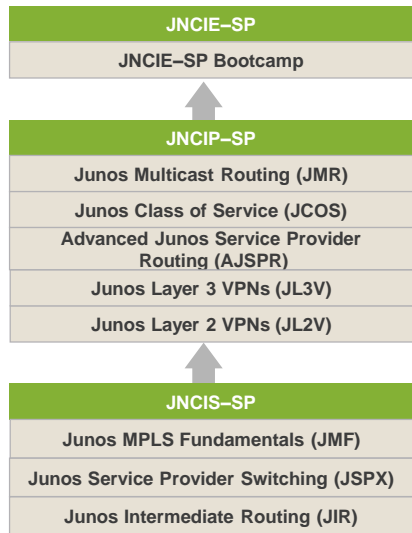 JNCIE–SP
JNCIE–SP Bootcamp
JNCIP–SP
Junos Multicast Routing (JMR)
Junos Class of Service (JCOS)
Advanced Junos Service Provider
Routing (AJSPR)
Junos Layer 3 VPNs (JL3V)
Junos Layer 2 VPNs (JL2V)
JNCIS–SP
Junos MPLS Fundamentals (JMF)
Junos Service Provider Switching (JSPX)
Junos Intermediate Routing (JIR)